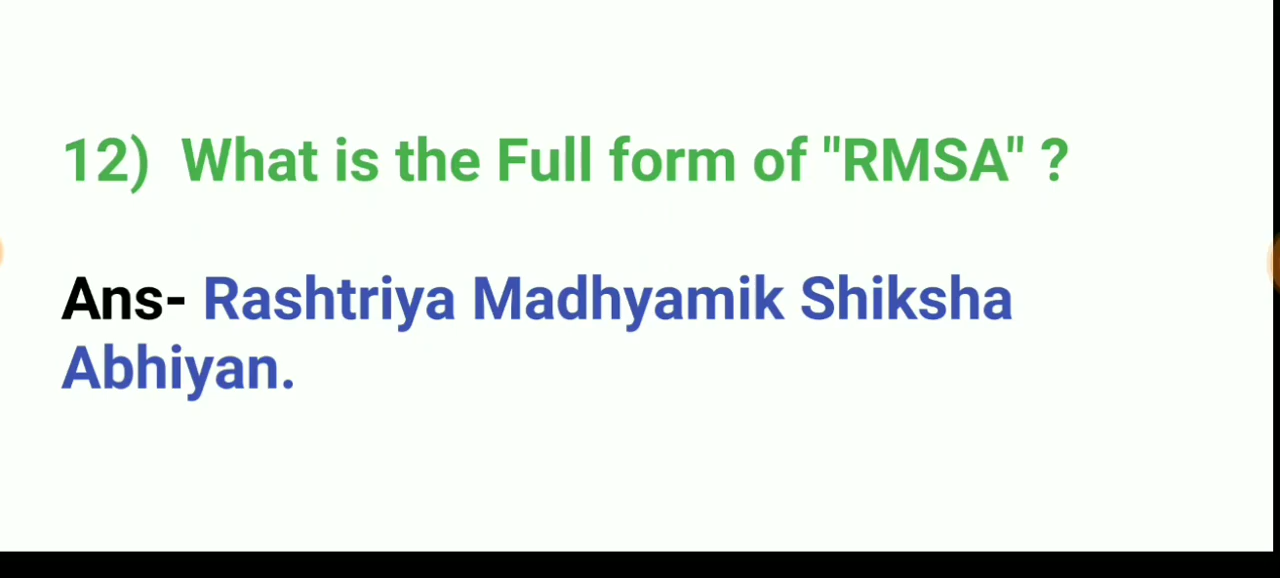 12)  What is the Full form of "RMSA" ?
Ans- Rashtriya Madhyamik Shiksha
Abhiyan.